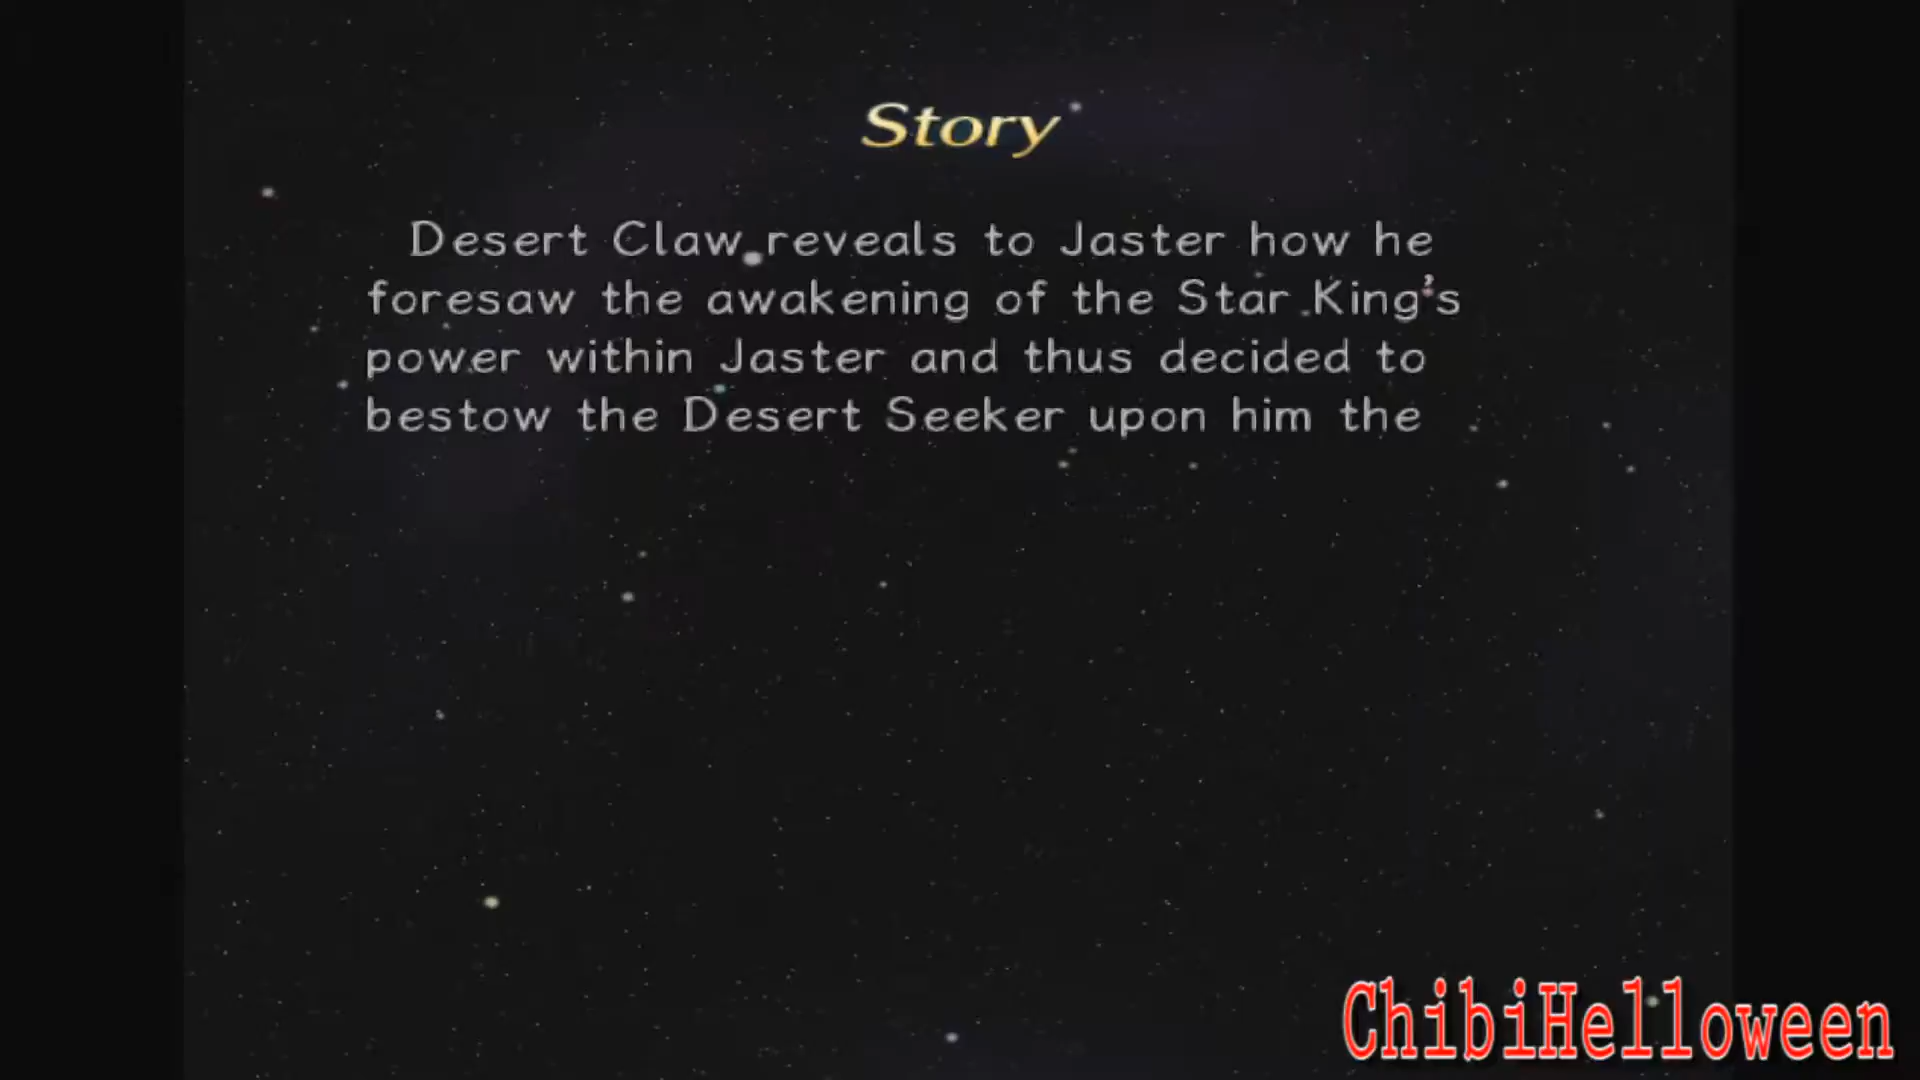 Story
Desert Claw reveals to Jaster how he
foresaw the awakening of the Star King's
power within Jaster and thus decided to
bestow the Desert Seeker upon him the
ChibiHelloween